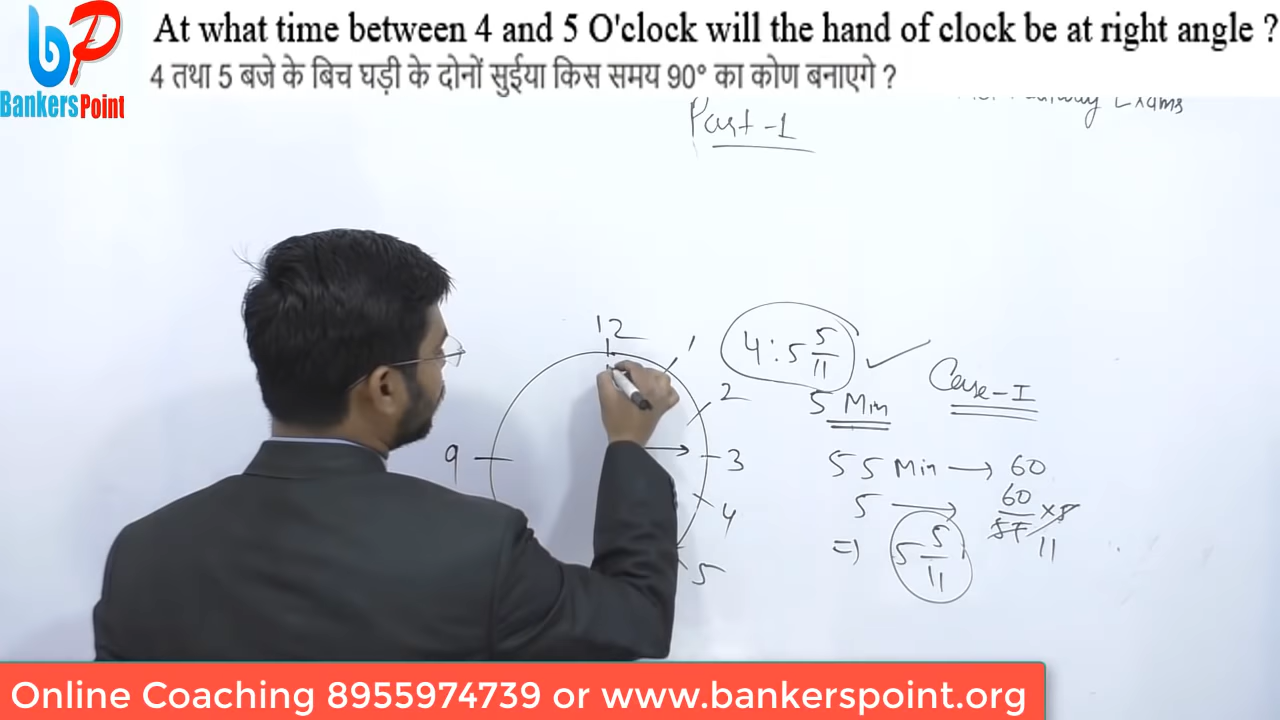 At what time between 4 and 5 O'clock will the hand of clock be at right angle ?
4 तथा 5 बजे के बिच घड़ी के दोनों सुईया किस समय 90° का कोण बनाएगे ?
bp
BankersPoint
Exams
Part-1
12
1
2
3
4
5
9
4:5 5/11
Case-I
5 Min
55 Min → 60
5 → 60/55 × 5
11
⇒ 5 5/11
Online Coaching 8955974739 or www.bankerspoint.org